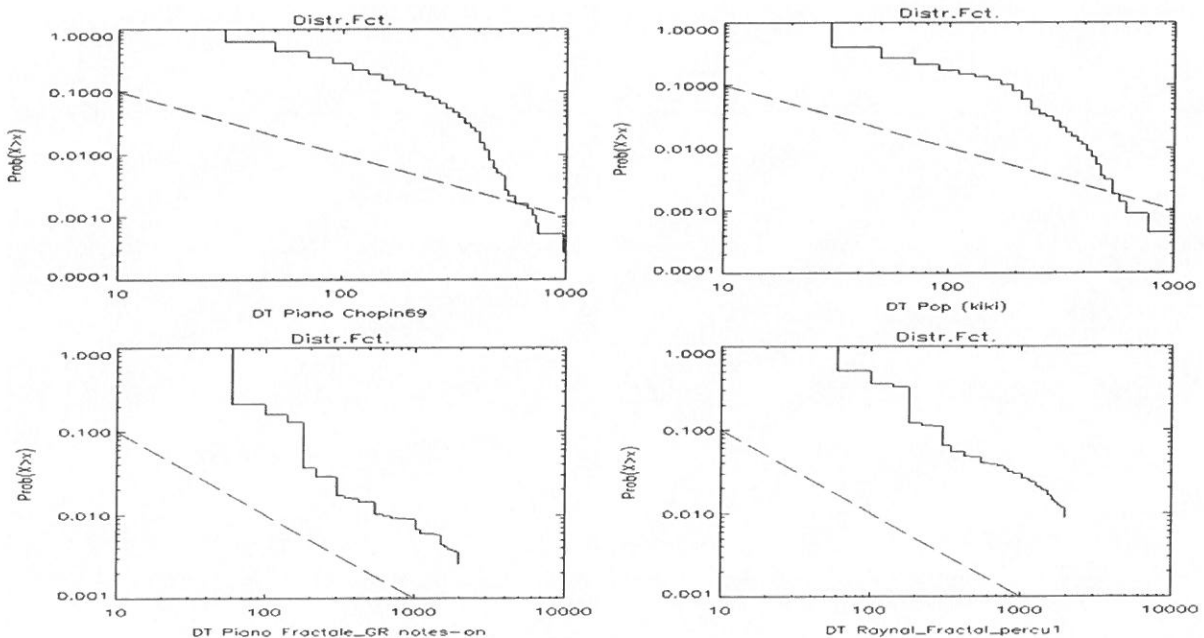 Distr.Fct.
Prob(X>x)
1.0000
0.1000
0.0100
0.0010
0.0001
10 100 1000
DT Piano Chopin69
Distr.Fct.
Prob(X>x)
1.0000
0.1000
0.0100
0.0010
0.0001
10 100 1000
DT Pop (kiki)
Distr.Fct.
Prob(X>x)
1.000
0.100
0.010
0.001
10 100 1000 10000
DT Piano Fractale_GR notes-on
Distr.Fct.
Prob(X>x)
1.000
0.100
0.010
0.001
10 100 1000 10000
DT Raynal_Fractal_percu1